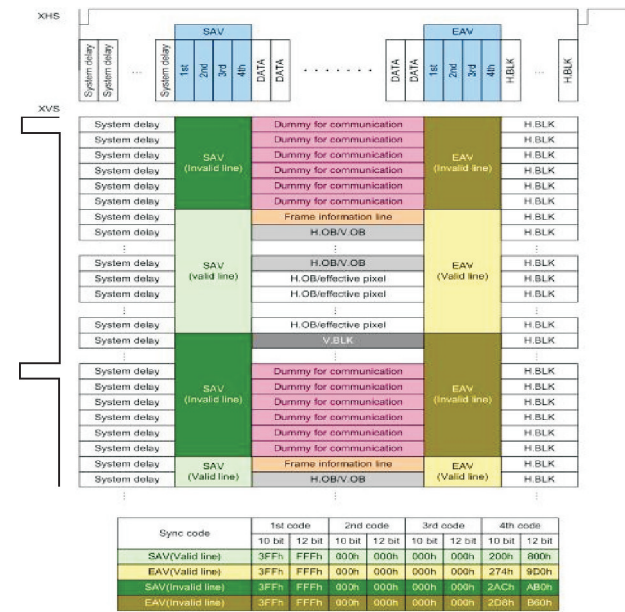 XHS
SAV EAV
System delay System delay ... System delay 1st 2nd 3rd 4th DATA DATA . . . . . . . DATA DATA 1st 2nd 3rd 4th H.BLK ... H.BLK
XVS
System delay Dummy for communication H.BLK
System delay Dummy for communication H.BLK
System delay SAV Dummy for communication EAV H.BLK
System delay (Invalid line) Dummy for communication (Invalid line) H.BLK
System delay Dummy for communication H.BLK
System delay Dummy for communication H.BLK
System delay Frame information line H.BLK
System delay H.OB/V.OB H.BLK
System delay SAV H.OB/V.OB EAV H.BLK
System delay (valid line) H.OB/effective pixel (Valid line) H.BLK
System delay H.OB/effective pixel H.BLK
System delay H.OB/effective pixel H.BLK
System delay V.BLK H.BLK
System delay Dummy for communication H.BLK
System delay SAV Dummy for communication EAV H.BLK
System delay (Invalid line) Dummy for communication (Invalid line) H.BLK
System delay Dummy for communication H.BLK
System delay Dummy for communication H.BLK
System delay Dummy for communication H.BLK
System delay SAV Frame information line EAV H.BLK
System delay (Valid line) H.OB/V.OB (Valid line) H.BLK
Sync code 1st code 2nd code 3rd code 4th code
10 bit 12 bit 10 bit 12 bit 10 bit 12 bit 10 bit 12 bit
SAV(Valid line) 3FFh FFFh 000h 000h 000h 000h 200h 800h
EAV(Valid line) 3FFh FFFh 000h 000h 000h 000h 274h 9D0h
SAV(Invalid line) 3FFh FFFh 000h 000h 000h 000h 2ACh AB0h
EAV(Invalid line) 3FFh FFFh 000h 000h 000h 000h 2D8h B60h